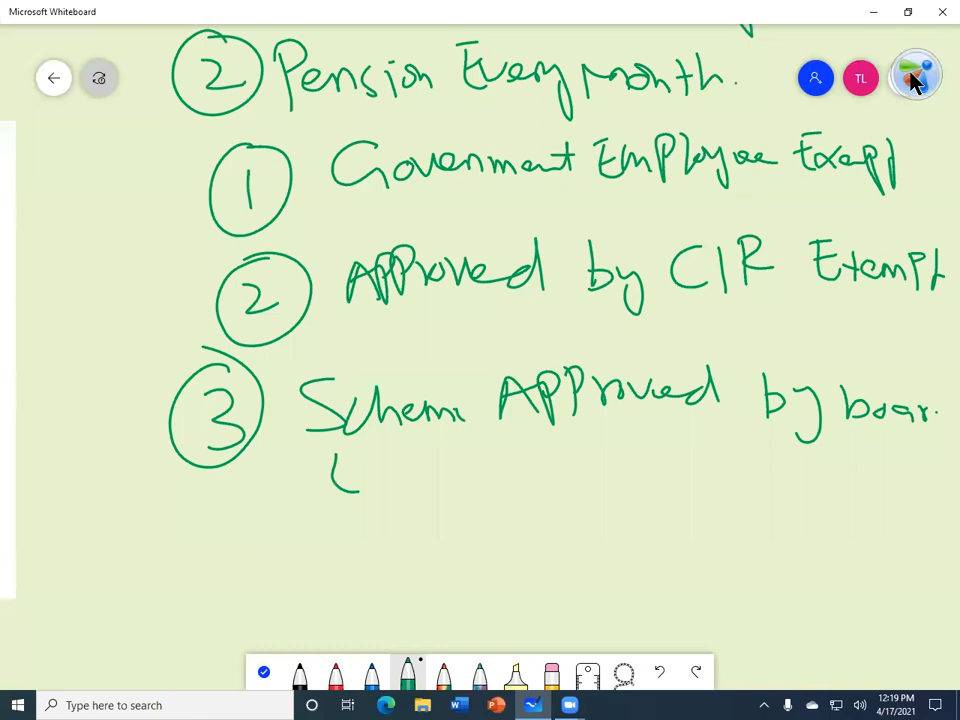 Microsoft Whiteboard
② Pension Every month.
TL
① Government Employee Exemp
② Approved by CIR Exempt
③ Scheme Approved by boar.
Type here to search
12:19 PM
4/17/2021